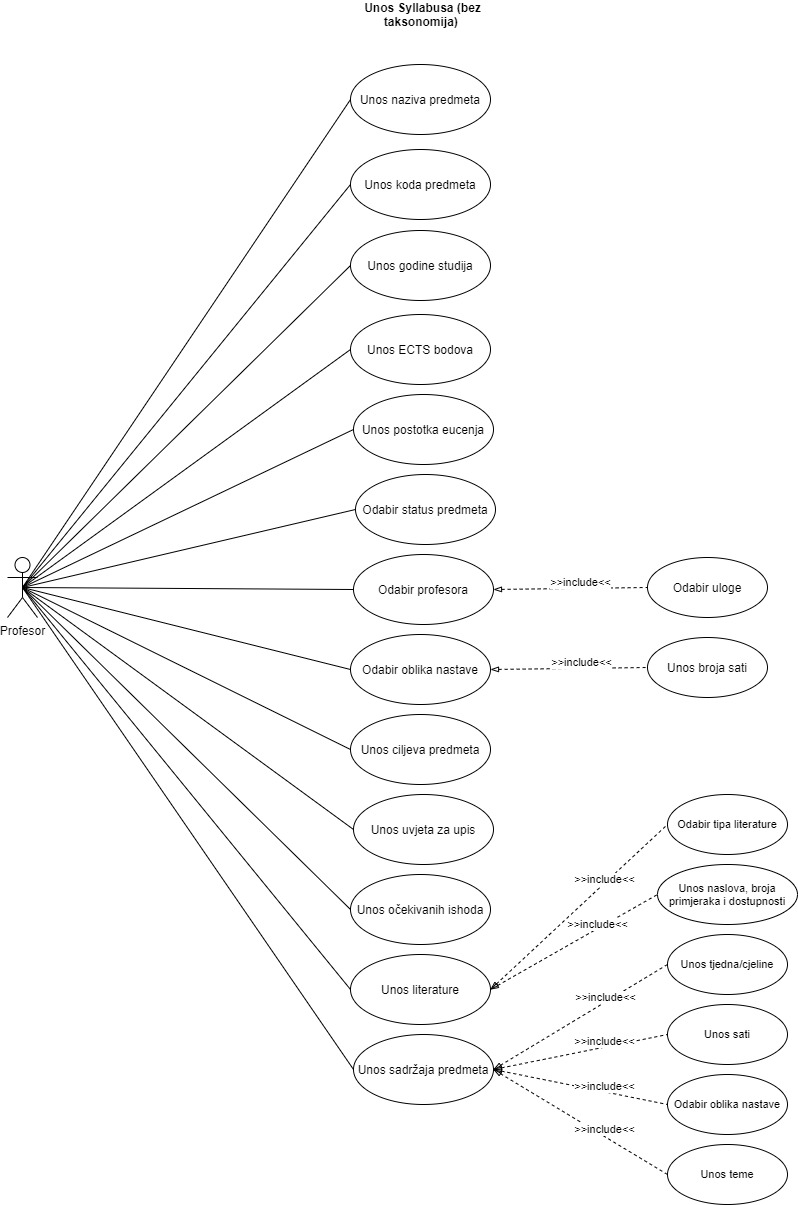 Unos Syllabusa (bez
taksonomija)
Unos naziva predmeta
Unos koda predmeta
Unos godine studija
Unos ECTS bodova
Unos postotka eucenja
Odabir status predmeta
Profesor
Odabir profesora
>>include<<
Odabir uloge
Odabir oblika nastave
>>include<<
Unos broja sati
Unos ciljeva predmeta
Unos uvjeta za upis
Unos očekivanih ishoda
Unos literature
>>include<<
Odabir tipa literature
>>include<<
Unos naslova, broja
primjeraka i dostupnosti
Unos sadržaja predmeta
>>include<<
Unos tjedna/cjeline
>>include<<
Unos sati
>>include<<
Odabir oblika nastave
>>include<<
Unos teme